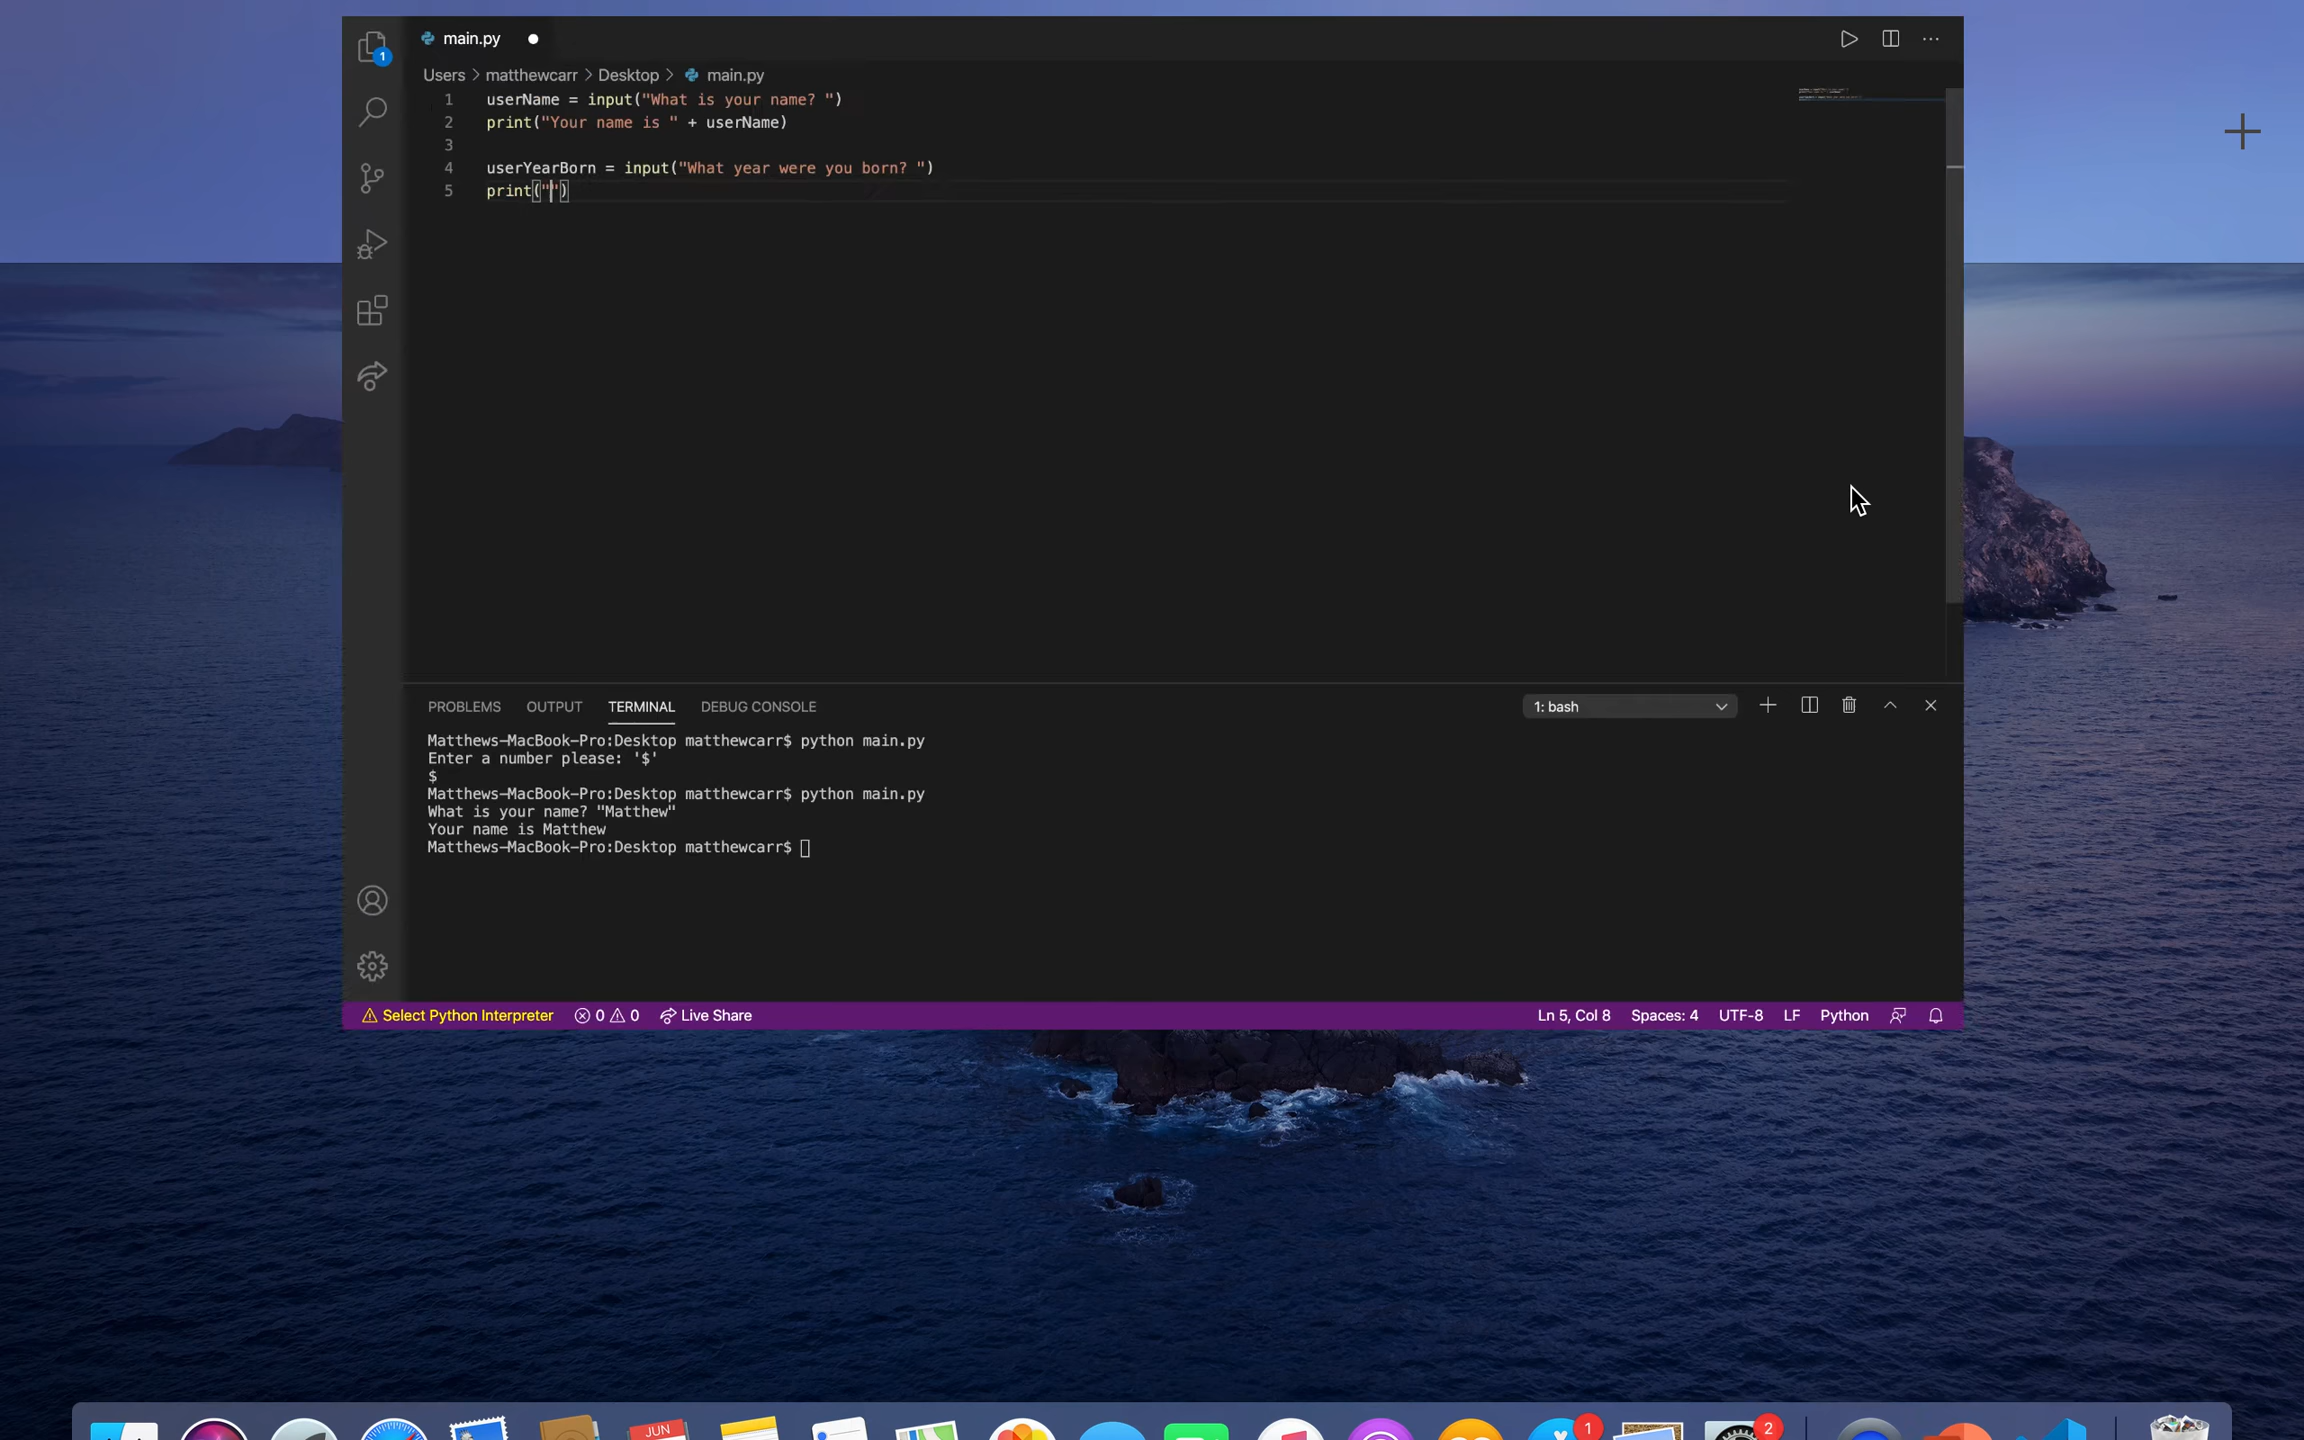 main.py
Users > matthewcarr > Desktop > main.py
1 userName = input("What is your name? ")
2 print("Your name is " + userName)
3
4 userYearBorn = input("What year were you born? ")
5 print("")
1
PROBLEMS OUTPUT TERMINAL DEBUG CONSOLE
1: bash
Matthews-MacBook-Pro:Desktop matthewcarr$ python main.py
Enter a number please: '$'
$
Matthews-MacBook-Pro:Desktop matthewcarr$ python main.py
What is your name? "Matthew"
Your name is Matthew
Matthews-MacBook-Pro:Desktop matthewcarr$
Select Python Interpreter 0 0 Live Share
Ln 5, Col 8 Spaces: 4 UTF-8 LF Python
JUN
1
2